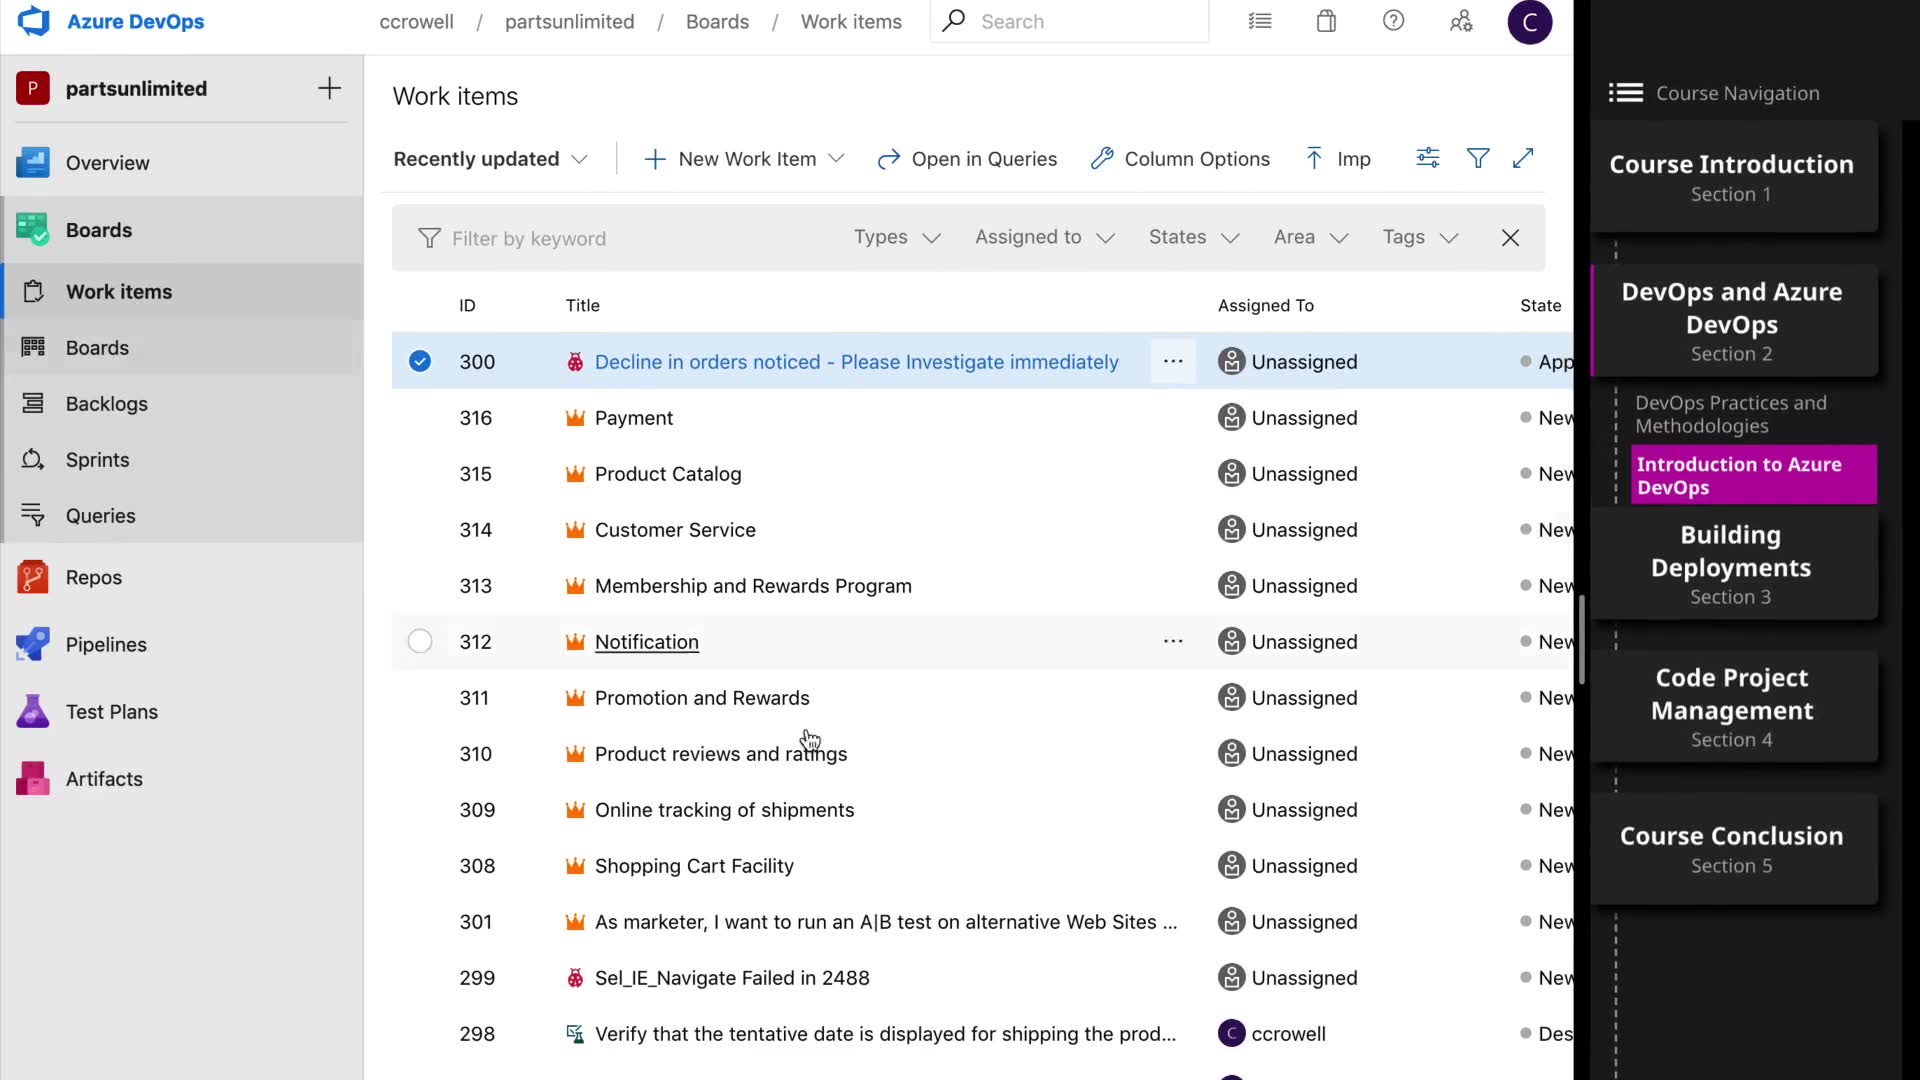 Azure DevOps
ccrowell / partsunlimited / Boards / Work items
Search
C
P partsunlimited
Overview
Boards
Work items
Boards
Backlogs
Sprints
Queries
Repos
Pipelines
Test Plans
Artifacts
Work items
Recently updated New Work Item Open in Queries Column Options Imp
Filter by keyword Types Assigned to States Area Tags
ID Title Assigned To State
300 Decline in orders noticed - Please Investigate immediately ... Unassigned App
316 Payment Unassigned New
315 Product Catalog Unassigned New
314 Customer Service Unassigned New
313 Membership and Rewards Program Unassigned New
312 Notification ... Unassigned New
311 Promotion and Rewards Unassigned New
310 Product reviews and ratings Unassigned New
309 Online tracking of shipments Unassigned New
308 Shopping Cart Facility Unassigned New
301 As marketer, I want to run an A|B test on alternative Web Sites ... Unassigned New
299 Sel_IE_Navigate Failed in 2488 Unassigned New
298 Verify that the tentative date is displayed for shipping the prod... C ccrowell Des
Course Navigation
Course Introduction
Section 1
DevOps and Azure
DevOps
Section 2
DevOps Practices and
Methodologies
Introduction to Azure
DevOps
Building
Deployments
Section 3
Code Project
Management
Section 4
Course Conclusion
Section 5